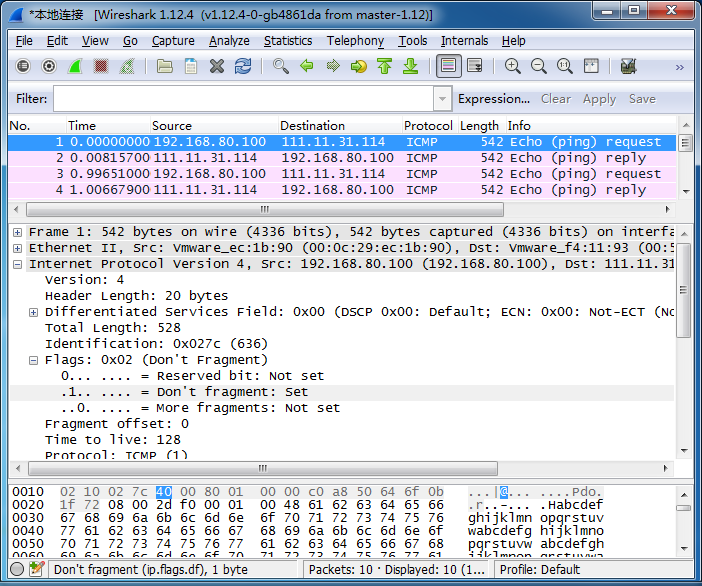 *本地连接 [Wireshark 1.12.4 (v1.12.4-0-gb4861da from master-1.12)]
File Edit View Go Capture Analyze Statistics Telephony Tools Internals Help
Filter: Expression... Clear Apply Save
No. Time Source Destination Protocol Length Info
1 0.00000000 192.168.80.100 111.11.31.114 ICMP 542 Echo (ping) request
2 0.00815700 111.11.31.114 192.168.80.100 ICMP 542 Echo (ping) reply
3 0.99651000 192.168.80.100 111.11.31.114 ICMP 542 Echo (ping) request
4 1.00667900 111.11.31.114 192.168.80.100 ICMP 542 Echo (ping) reply
Frame 1: 542 bytes on wire (4336 bits), 542 bytes captured (4336 bits) on interfa
Ethernet II, Src: Vmware_ec:1b:90 (00:0c:29:ec:1b:90), Dst: Vmware_f4:11:93 (00:5
Internet Protocol Version 4, Src: 192.168.80.100 (192.168.80.100), Dst: 111.11.31
Version: 4
Header Length: 20 bytes
Differentiated Services Field: 0x00 (DSCP 0x00: Default; ECN: 0x00: Not-ECT (No
Total Length: 528
Identification: 0x027c (636)
Flags: 0x02 (Don't Fragment)
0... .... = Reserved bit: Not set
.1.. .... = Don't fragment: Set
..0. .... = More fragments: Not set
Fragment offset: 0
Time to live: 128
Protocol: ICMP (1)
0010 02 10 02 7c 40 00 80 01 00 00 c0 a8 50 64 6f 0b ...|@... ....Pdo.
0020 1f 72 08 00 2d f0 00 01 00 48 61 62 63 64 65 66 .r..-... .Habcdef
0030 67 68 69 6a 6b 6c 6d 6e 6f 70 71 72 73 74 75 76 ghijklmn opqrstuv
0040 77 61 62 63 64 65 66 67 68 69 6a 6b 6c 6d 6e 6f wabcdefg hijklmno
0050 70 71 72 73 74 75 76 77 61 62 63 64 65 66 67 68 pqrstuvw abcdefgh
0060 69 6a 6b 6c 6d 6e 6f 70 71 72 73 74 75 76 77 61 ijklmnop qrstuvwa
Don't fragment (ip.flags.df), 1 byte Packets: 10 · Displayed: 10 (1... Profile: Default